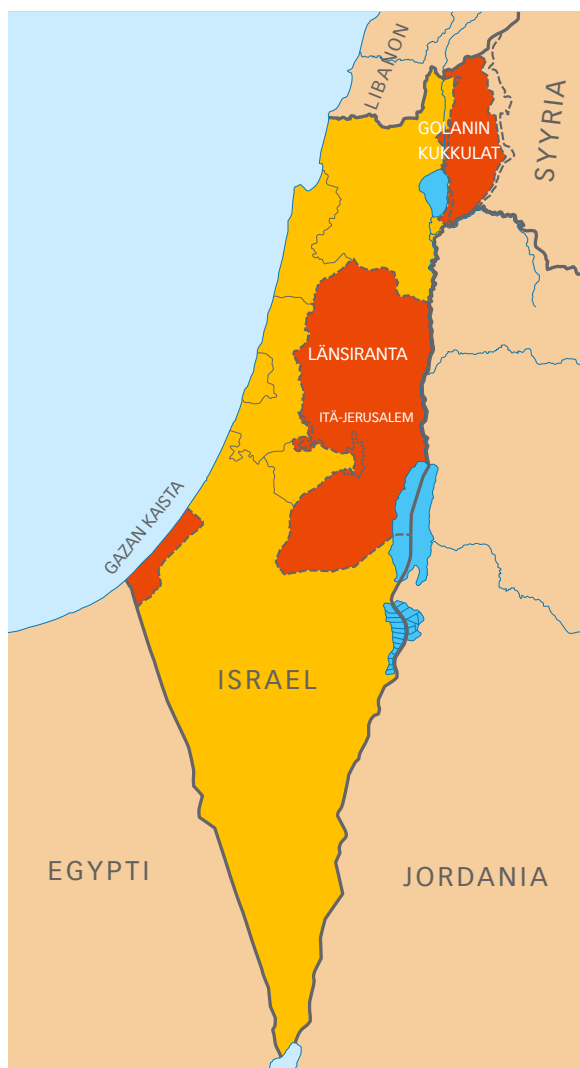 LIBANON
SYYRIA
GOLANIN
KUKKULAT
LÄNSIRANTA
ITÄ-JERUSALEM
GAZAN KAISTA
ISRAEL
EGYPTI
JORDANIA